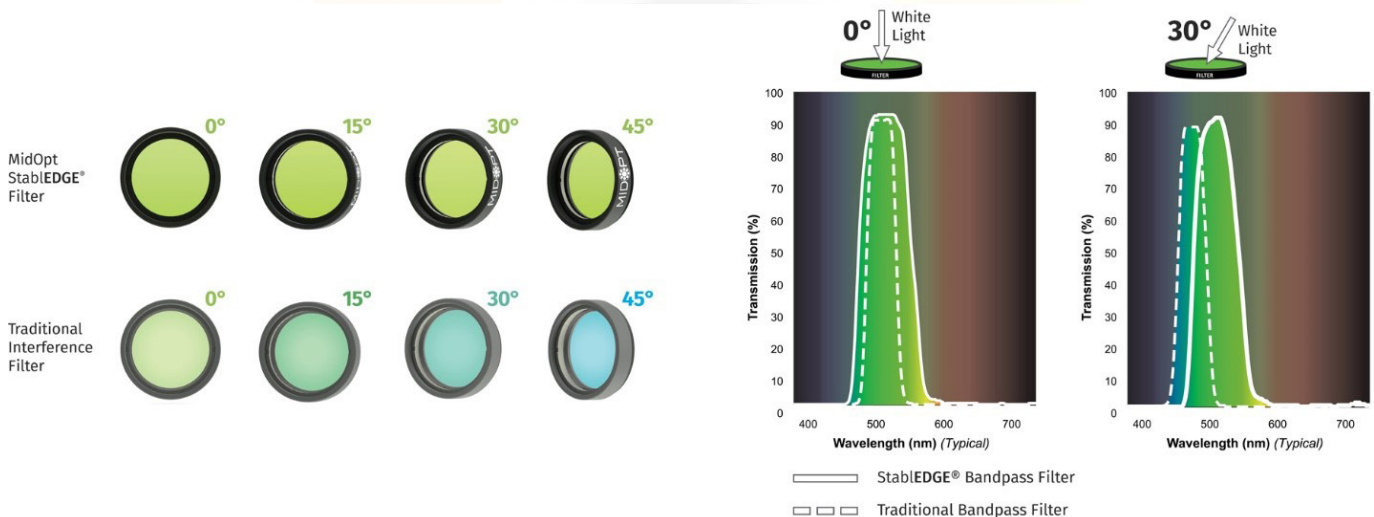 0°
15°
30°
45°
MidOpt
StablEDGE®
Filter
MIDOPT
MIDOPT
0°
15°
30°
45°
Traditional
Interference
Filter
0°
White
Light
FILTER
100
90
80
70
60
50
40
30
20
10
0
Transmission (%)
400 500 600 700
Wavelength (nm) (Typical)
30°
White
Light
FILTER
100
90
80
70
60
50
40
30
20
10
0
Transmission (%)
400 500 600 700
Wavelength (nm) (Typical)
StablEDGE® Bandpass Filter
Traditional Bandpass Filter